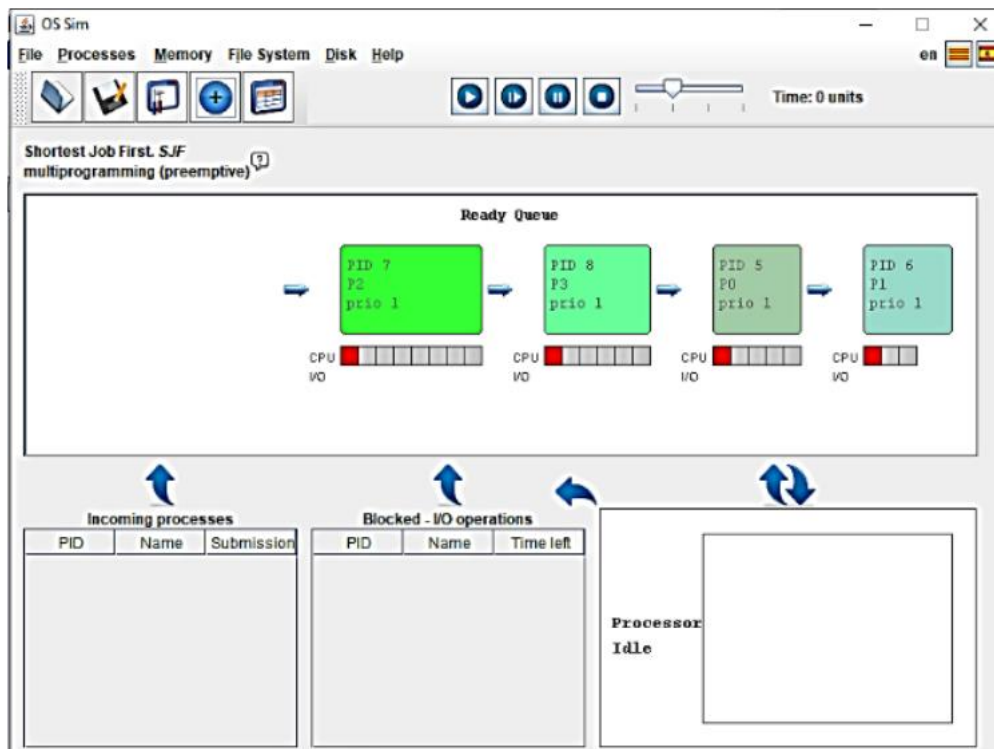 OS Sim
File Processes Memory File System Disk Help
en
Time: 0 units
Shortest Job First. SJF
multiprogramming (preemptive)
?
Ready Queue
PID 7
P2
prio 1
CPU
I/O
PID 8
P3
prio 1
CPU
I/O
PID 5
P0
prio 1
CPU
I/O
PID 6
P1
prio 1
CPU
I/O
Incoming processes
PID Name Submission
Blocked - I/O operations
PID Name Time left
Processor
Idle